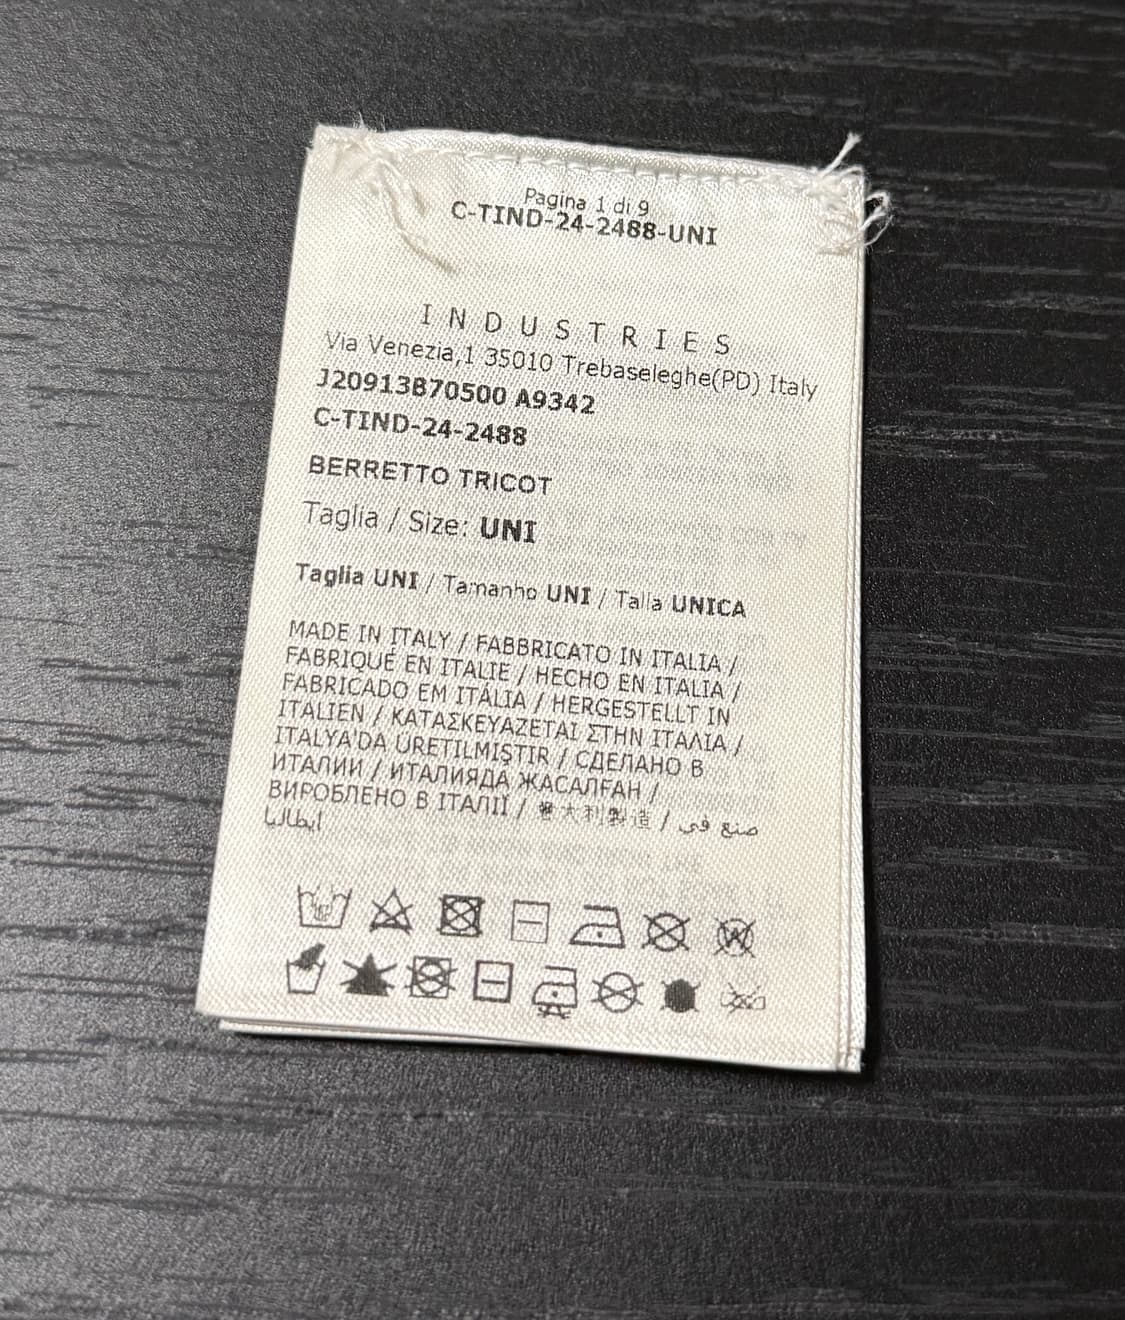 Pagina 1 di 9
C-TIND-24-2488-UNI
INDUSTRIES
Via Venezia,1 35010 Trebaseleghe(PD) Italy
J20913B70500 A9342
C-TIND-24-2488
BERRETTO TRICOT
Taglia / Size: UNI
Taglia UNI / Tamanho UNI / Talla UNICA
MADE IN ITALY / FABBRICATO IN ITALIA /
FABRIQUÉ EN ITALIE / HECHO EN ITALIA /
FABRICADO EM ITÁLIA / HERGESTELLT IN
ITALIEN / ΚΑΤΑΣΚΕΥΑΖΕΤΑΙ ΣΤΗΝ ΙΤΑΛΙΑ /
ITALYA'DA ÜRETILMIŞTIR / СДЕЛАНО В
ИТАЛИИ / ИТАЛИЯДА ЖАСАЛҒАН /
ВИРОБЛЕНО В ІТАЛІЇ / 大利製造 / صنع في
ايطاليا
W